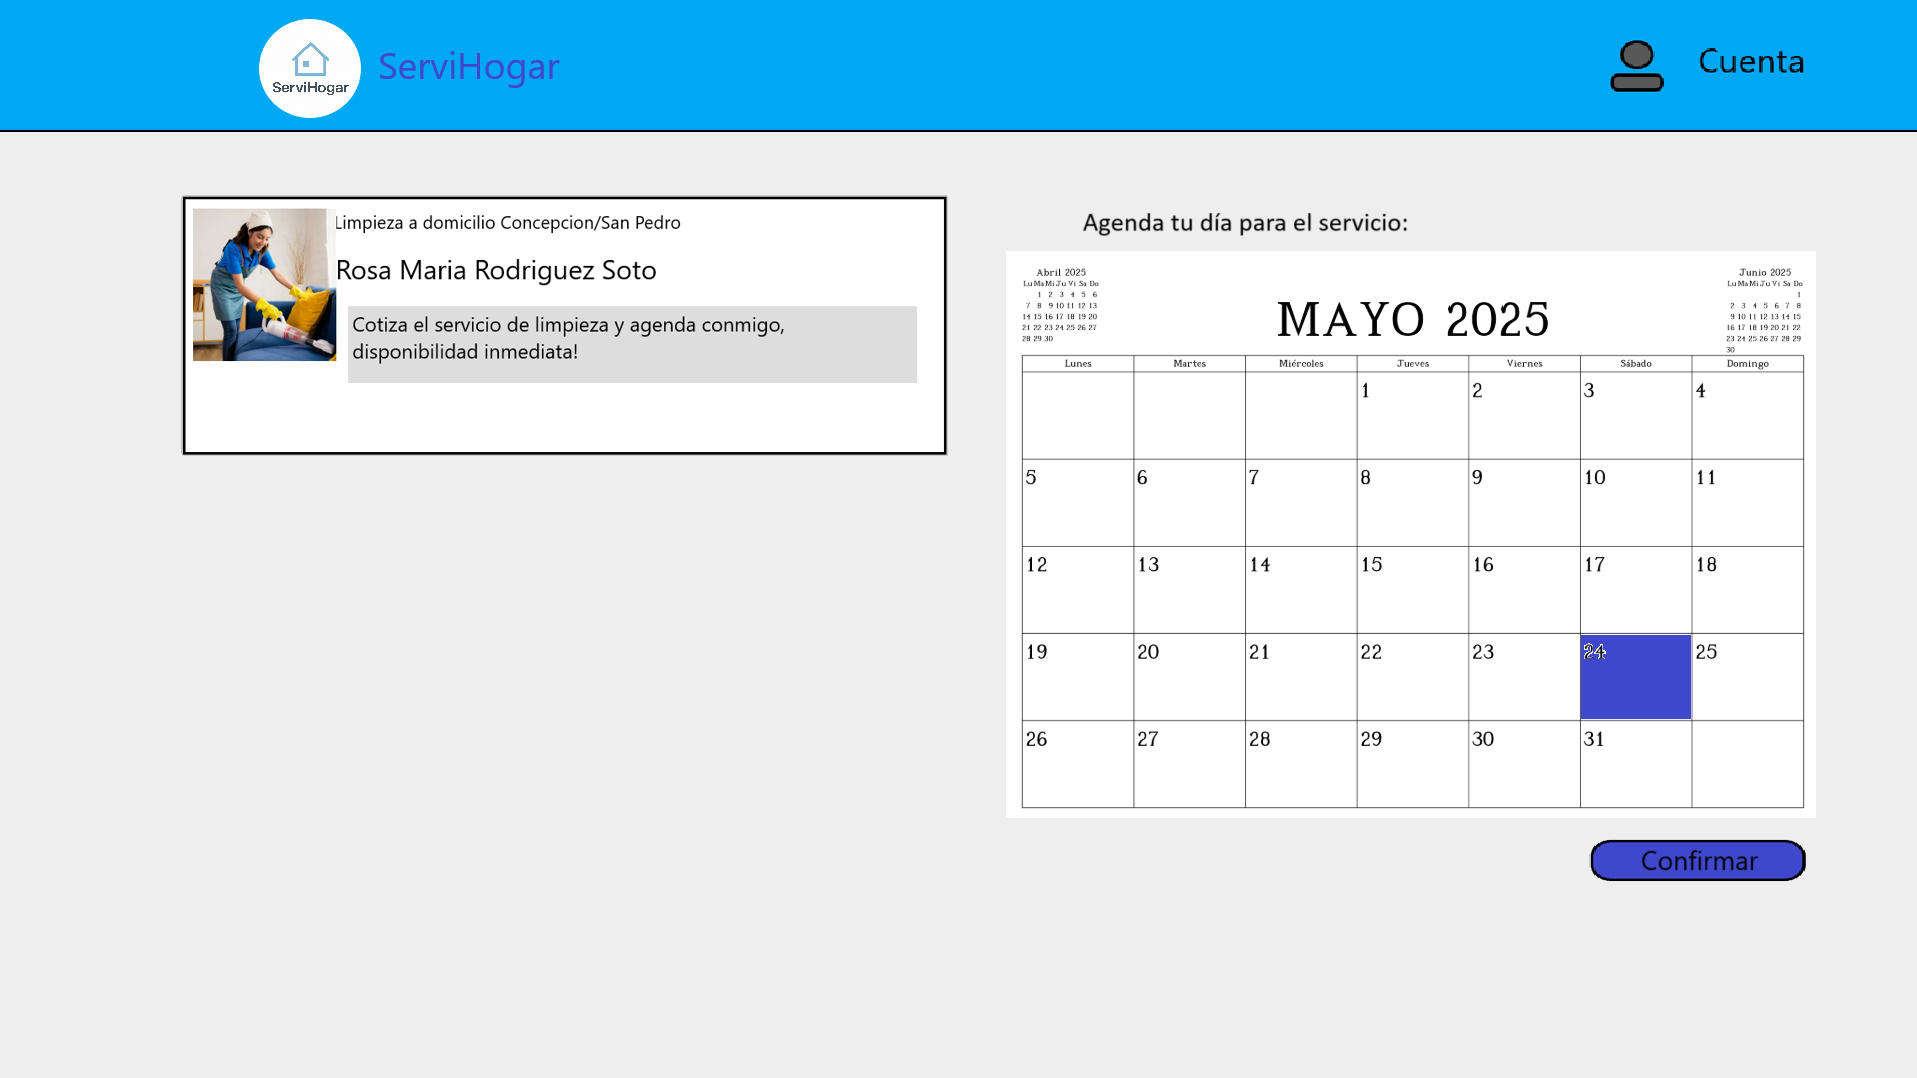 ServiHogar
ServiHogar
Cuenta
Limpieza a domicilio Concepcion/San Pedro
Rosa Maria Rodriguez Soto
Cotiza el servicio de limpieza y agenda conmigo,
disponibilidad inmediata!
Agenda tu día para el servicio:
Abril 2025
Lu Ma Mi Ju Vi Sa Do
1 2 3 4 5 6
7 8 9 10 11 12 13
14 15 16 17 18 19 20
21 22 23 24 25 26 27
28 29 30
MAYO 2025
Junio 2025
Lu Ma Mi Ju Vi Sa Do
1
2 3 4 5 6 7 8
9 10 11 12 13 14 15
16 17 18 19 20 21 22
23 24 25 26 27 28 29
30
Lunes Martes Miércoles Jueves Viernes Sábado Domingo
1 2 3 4
5 6 7 8 9 10 11
12 13 14 15 16 17 18
19 20 21 22 23 24 25
26 27 28 29 30 31
Confirmar